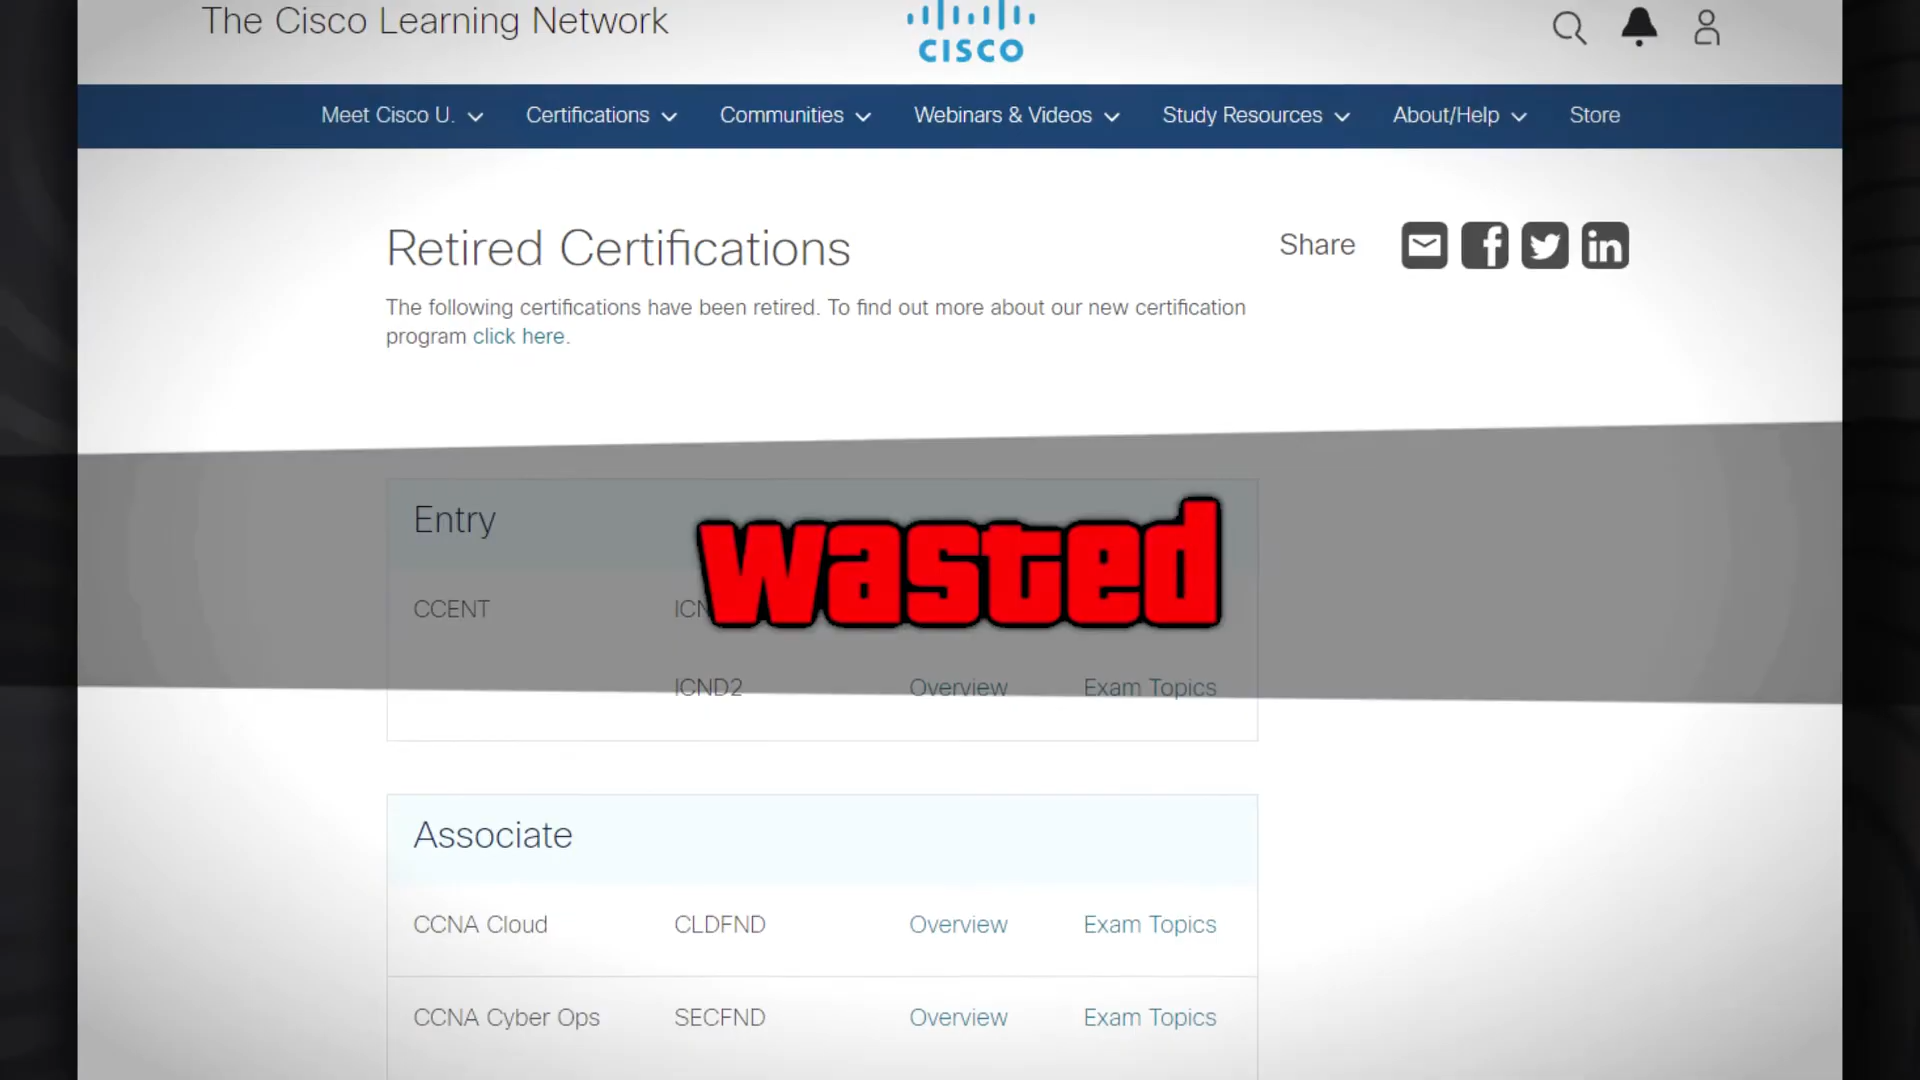 The Cisco Learning Network
CISCO
Meet Cisco U.
Certifications
Communities
Webinars & Videos
Study Resources
About/Help
Store
Retired Certifications
Share
The following certifications have been retired. To find out more about our new certification
program click here.
Entry
wasted
CCENT
ICND2 Overview Exam Topics
Associate
CCNA Cloud CLDFND Overview Exam Topics
CCNA Cyber Ops SECFND Overview Exam Topics